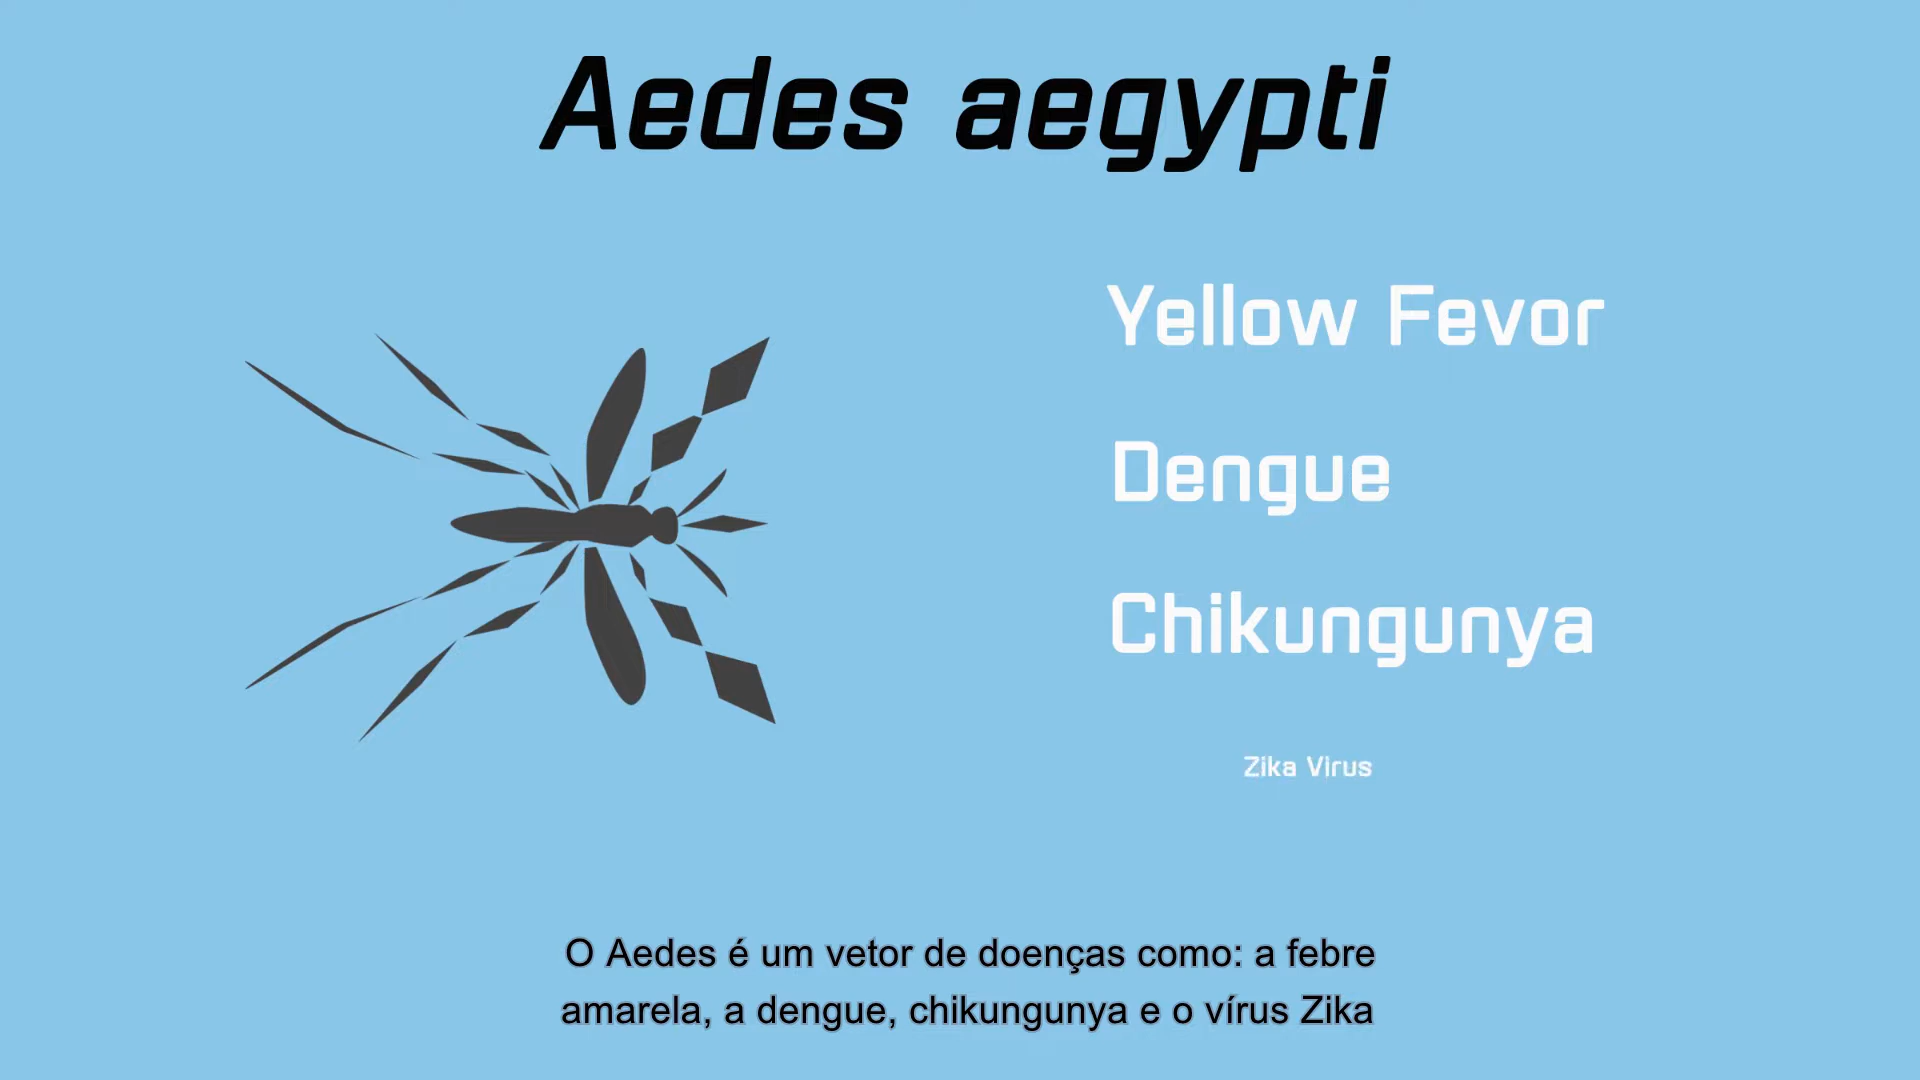 Aedes aegypti
Yellow Fevor
Dengue
Chikungunya
Zika Virus
O Aedes é um vetor de doenças como: a febre
amarela, a dengue, chikungunya e o vírus Zika